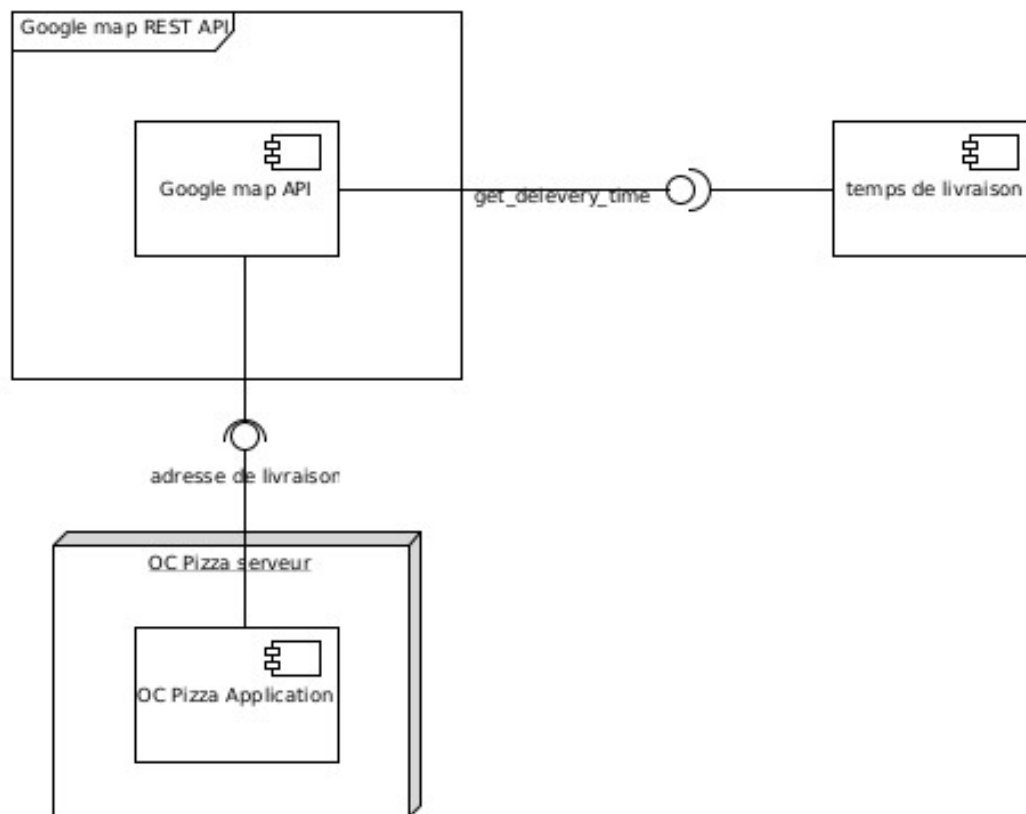 Google map REST API
Google map API
get_delevery_time
temps de livraison
adresse de livraison
OC Pizza serveur
OC Pizza Application